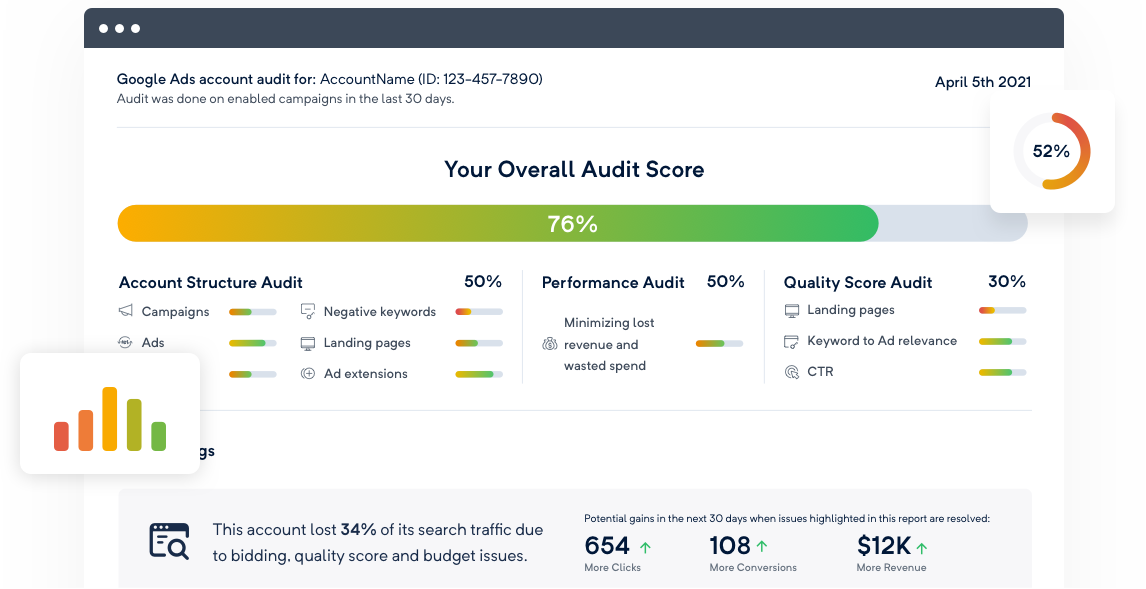 Google Ads account audit for: AccountName (ID: 123-457-7890)
April 5th 2021
Audit was done on enabled campaigns in the last 30 days.
52%
Your Overall Audit Score
76%
Account Structure Audit 50%
Campaigns
Negative keywords
Ads
Landing pages
Ad extensions
Performance Audit 50%
Minimizing lost
revenue and
wasted spend
Quality Score Audit 30%
Landing pages
Keyword to Ad relevance
CTR
gs
This account lost 34% of its search traffic due
to bidding, quality score and budget issues.
Potential gains in the next 30 days when issues highlighted in this report are resolved:
654 108 $12K
More Clicks More Conversions More Revenue